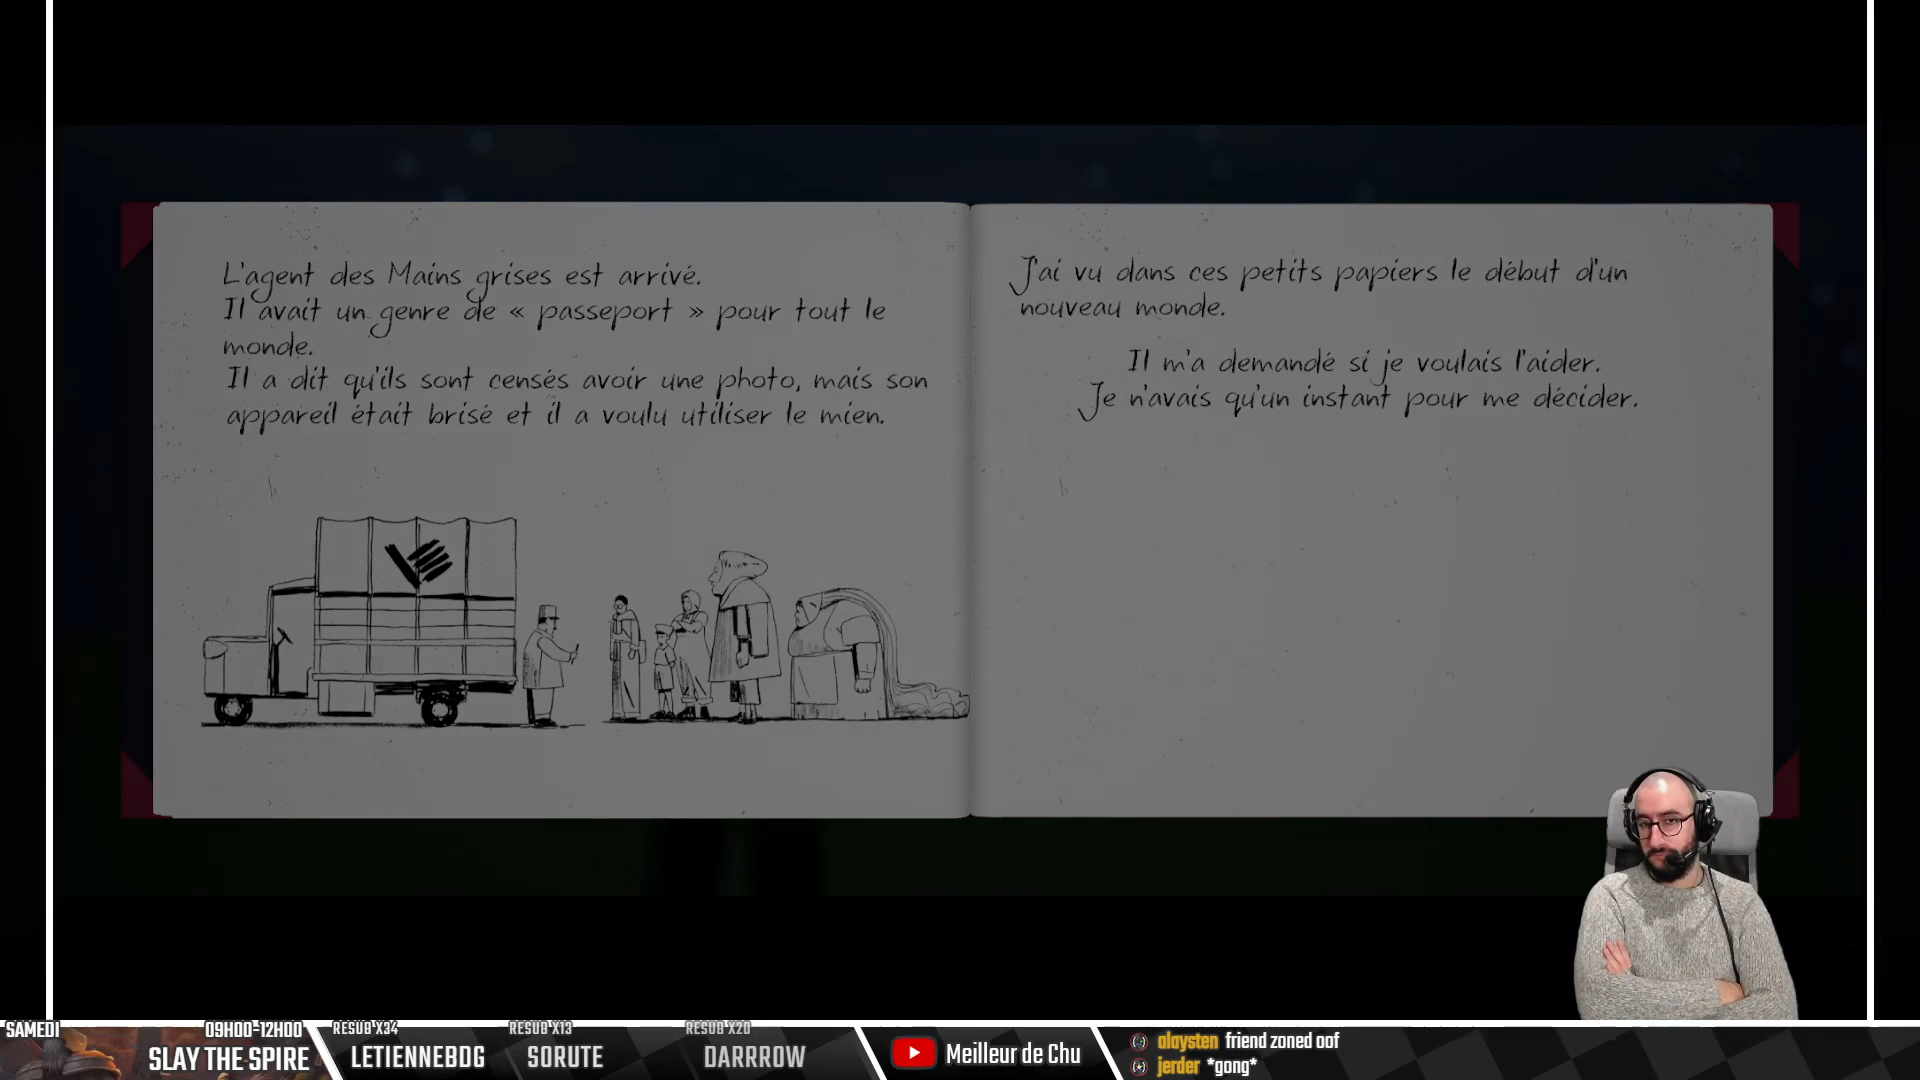 L'agent des Mains grises est arrivé.
Il avait un genre de « passeport » pour tout le
monde.
Il a dit qu'ils sont censés avoir une photo, mais son
appareil était brisé et il a voulu utiliser le mien.
J'ai vu dans ces petits papiers le début d'un
nouveau monde.
Il m'a demandé si je voulais l'aider.
Je n'avais qu'un instant pour me décider.
SAMEDI
09H00-12H00
SLAY THE SPIRE
RESUB X34
LETIENNEBDG
RESUB X13
SORUTE
RESUB X20
DARRROW
Meilleur de Chu
alaysten friend zoned oof
jerder *gong*